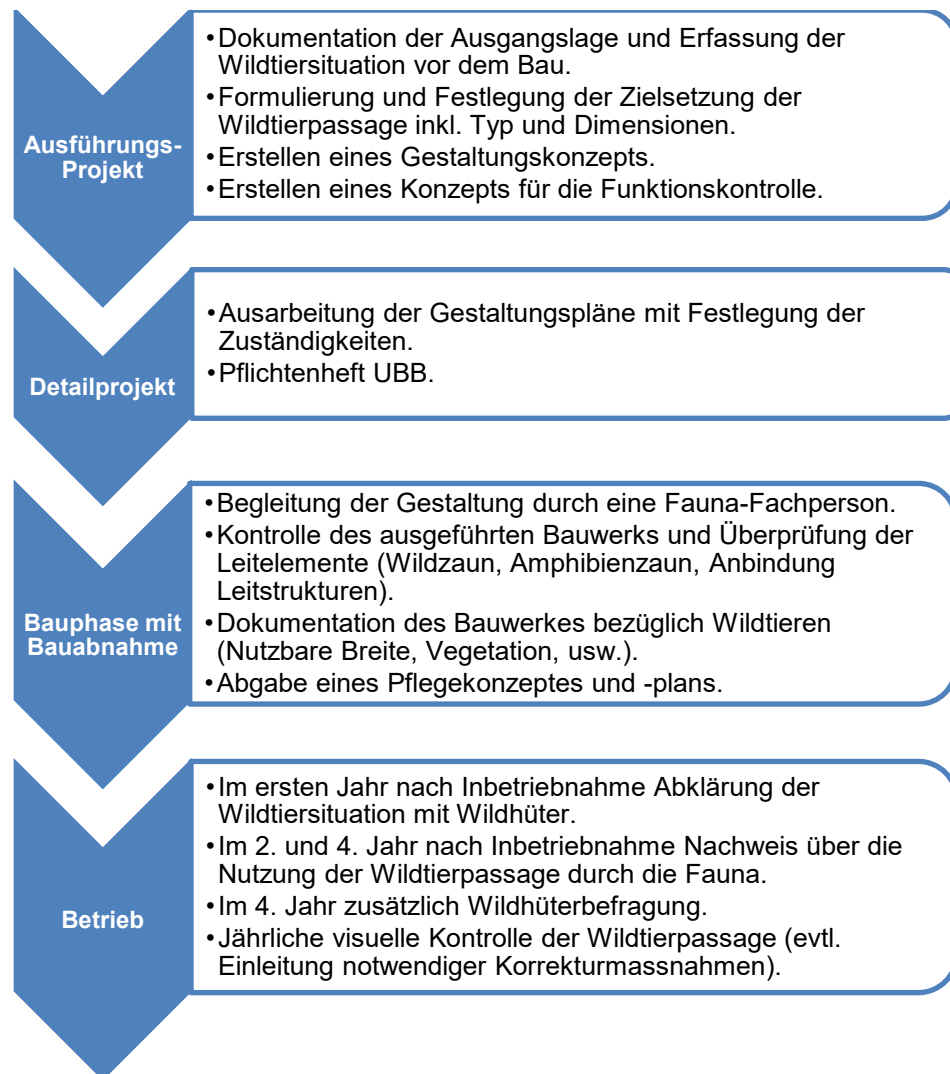 •Dokumentation der Ausgangslage und Erfassung der
Wildtiersituation vor dem Bau.
•Formulierung und Festlegung der Zielsetzung der
Wildtierpassage inkl. Typ und Dimensionen.
•Erstellen eines Gestaltungskonzepts.
•Erstellen eines Konzepts für die Funktionskontrolle.
Ausführungs-
Projekt
•Ausarbeitung der Gestaltungspläne mit Festlegung der
Zuständigkeiten.
•Pflichtenheft UBB.
Detailprojekt
•Begleitung der Gestaltung durch eine Fauna-Fachperson.
•Kontrolle des ausgeführten Bauwerks und Überprüfung der
Leitelemente (Wildzaun, Amphibienzaun, Anbindung
Leitstrukturen).
•Dokumentation des Bauwerkes bezüglich Wildtieren
(Nutzbare Breite, Vegetation, usw.).
•Abgabe eines Pflegekonzeptes und -plans.
Bauphase mit
Bauabnahme
•Im ersten Jahr nach Inbetriebnahme Abklärung der
Wildtiersituation mit Wildhüter.
•Im 2. und 4. Jahr nach Inbetriebnahme Nachweis über die
Nutzung der Wildtierpassage durch die Fauna.
•Im 4. Jahr zusätzlich Wildhüterbefragung.
•Jährliche visuelle Kontrolle der Wildtierpassage (evtl.
Einleitung notwendiger Korrekturmassnahmen).
Betrieb